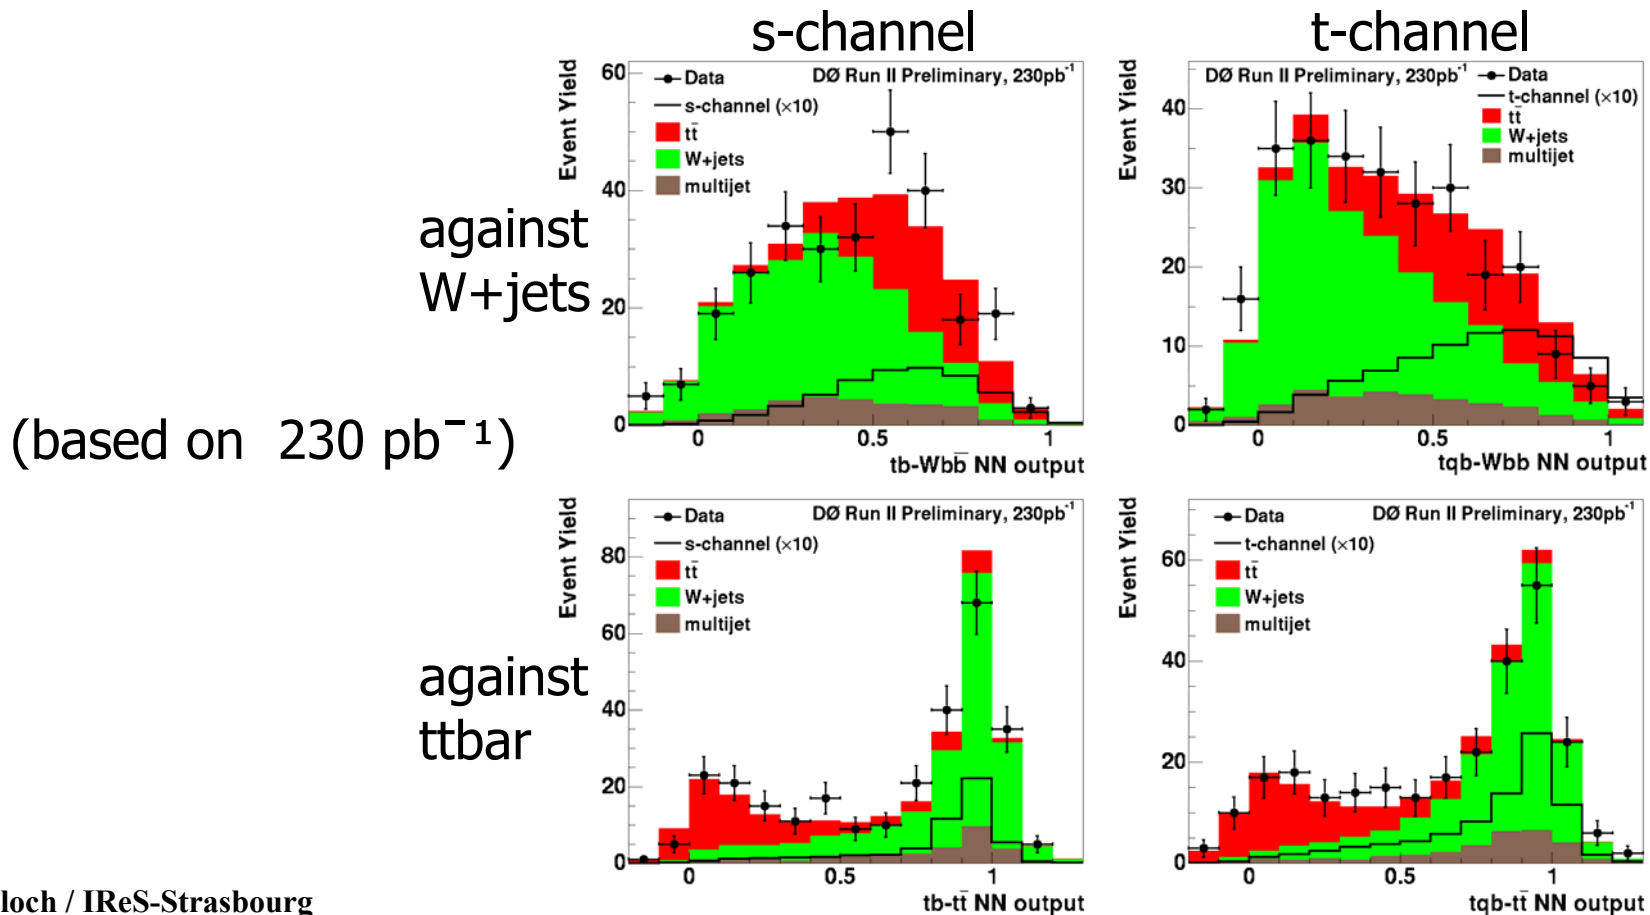 s-channel
t-channel
against
W+jets
(based on 230 pb⁻¹)
against
ttbar
Event Yield
60
40
20
0
Data
DØ Run II Preliminary, 230pb⁻¹
s-channel (×10)
tt̄
W+jets
multijet
0
0.5
1
tb-Wbb̄ NN output
Event Yield
40
30
20
10
0
DØ Run II Preliminary, 230pb⁻¹
Data
t-channel (×10)
tt̄
W+jets
multijet
0
0.5
1
tqb-Wbb NN output
Event Yield
80
60
40
20
0
Data
DØ Run II Preliminary, 230pb⁻¹
s-channel (×10)
tt̄
W+jets
multijet
0
0.5
1
tb-tt̄ NN output
Event Yield
60
40
20
0
Data
DØ Run II Preliminary, 230pb⁻¹
t-channel (×10)
tt̄
W+jets
multijet
0
0.5
1
tqb-tt̄ NN output
loch / IReS-Strasbourg